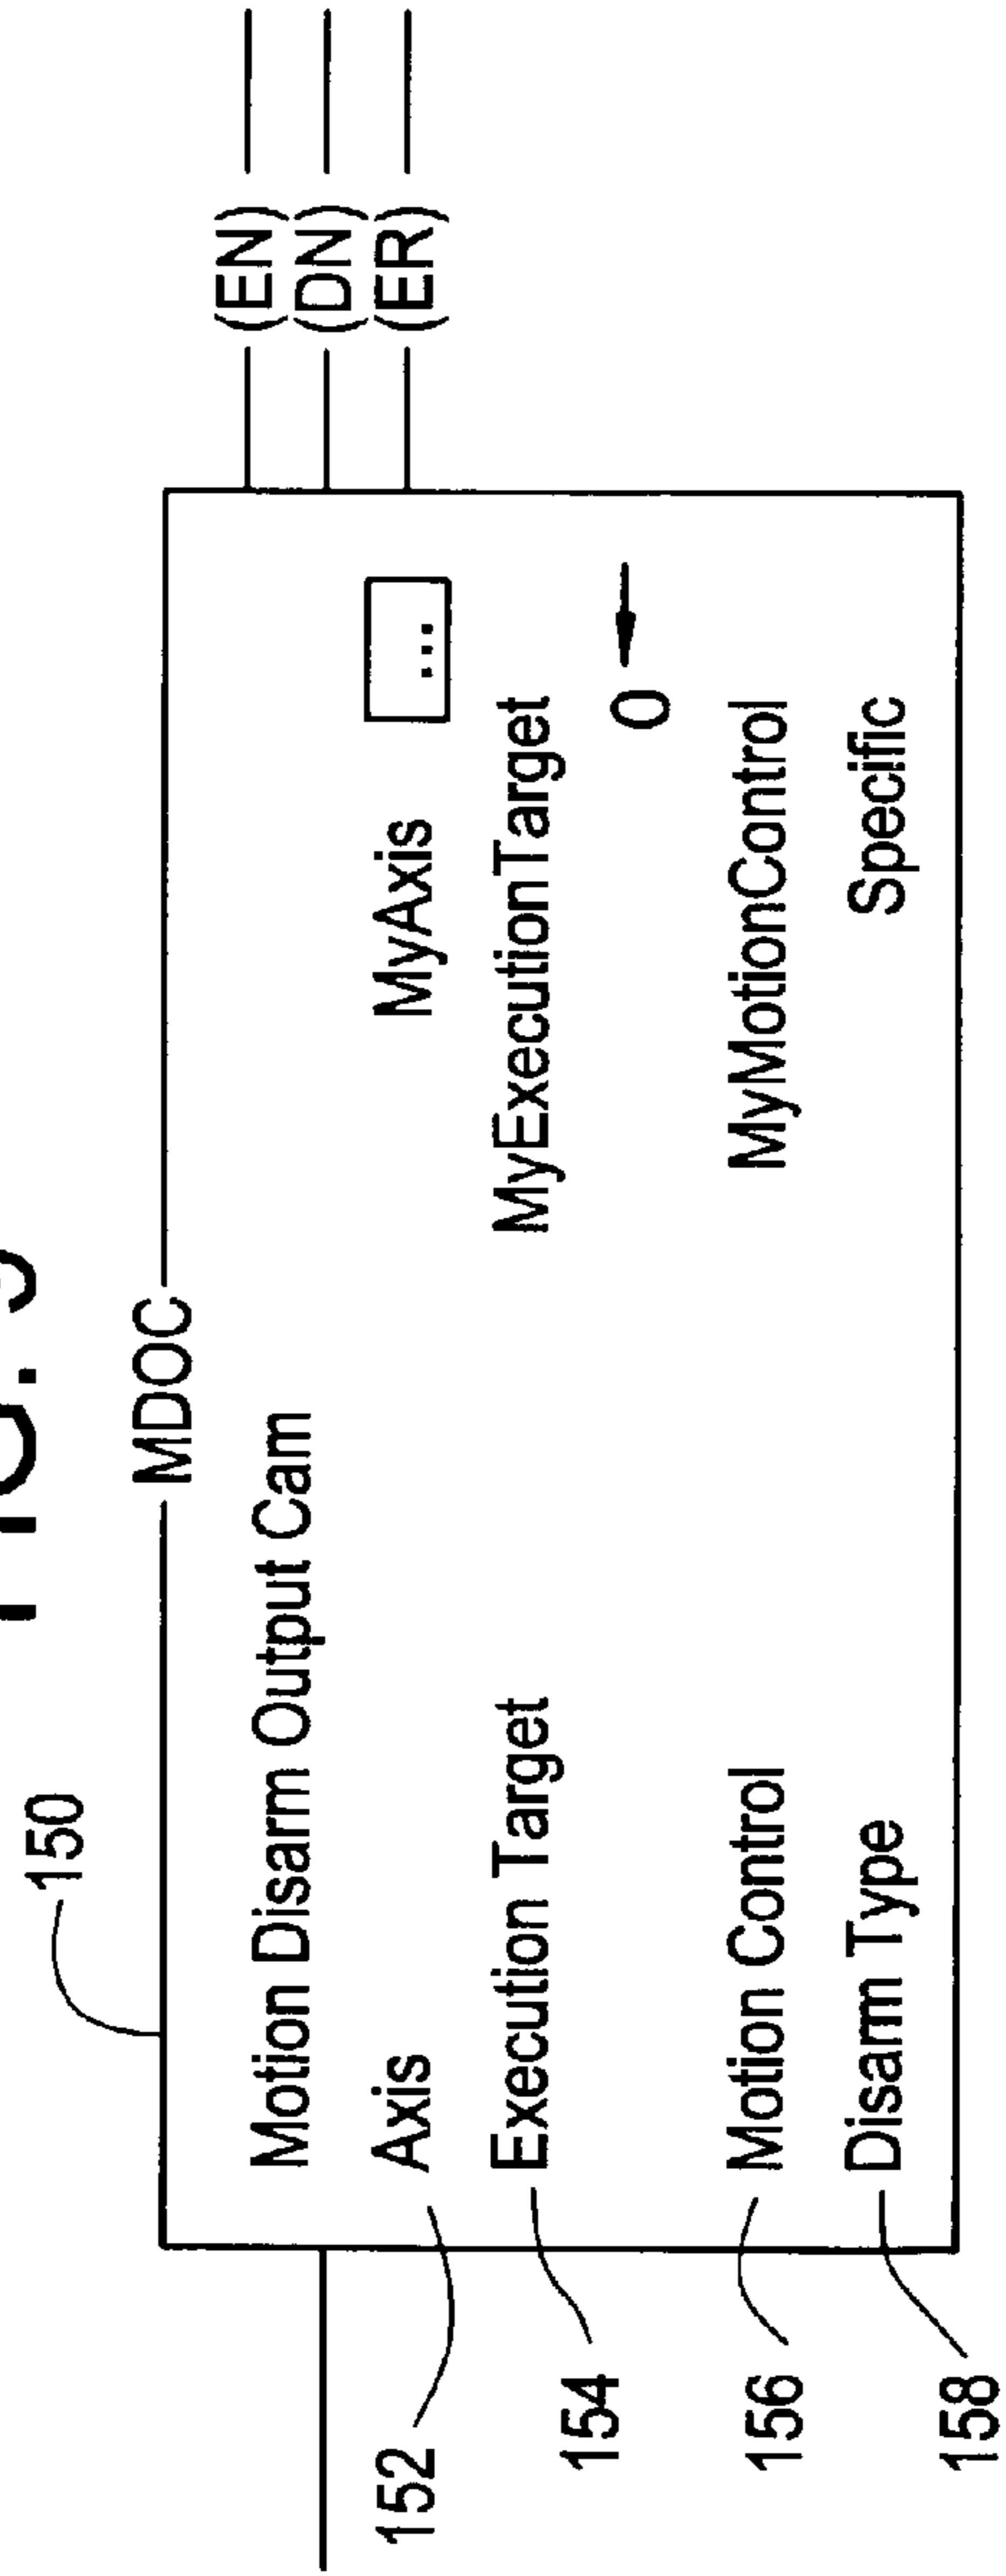 150
MDOC
Motion Disarm Output Cam
(EN)
152 Axis MyAxis ...
(DN)
154 Execution Target MyExecutionTarget
(ER)
0
156 Motion Control MyMotionControl
158 Disarm Type Specific